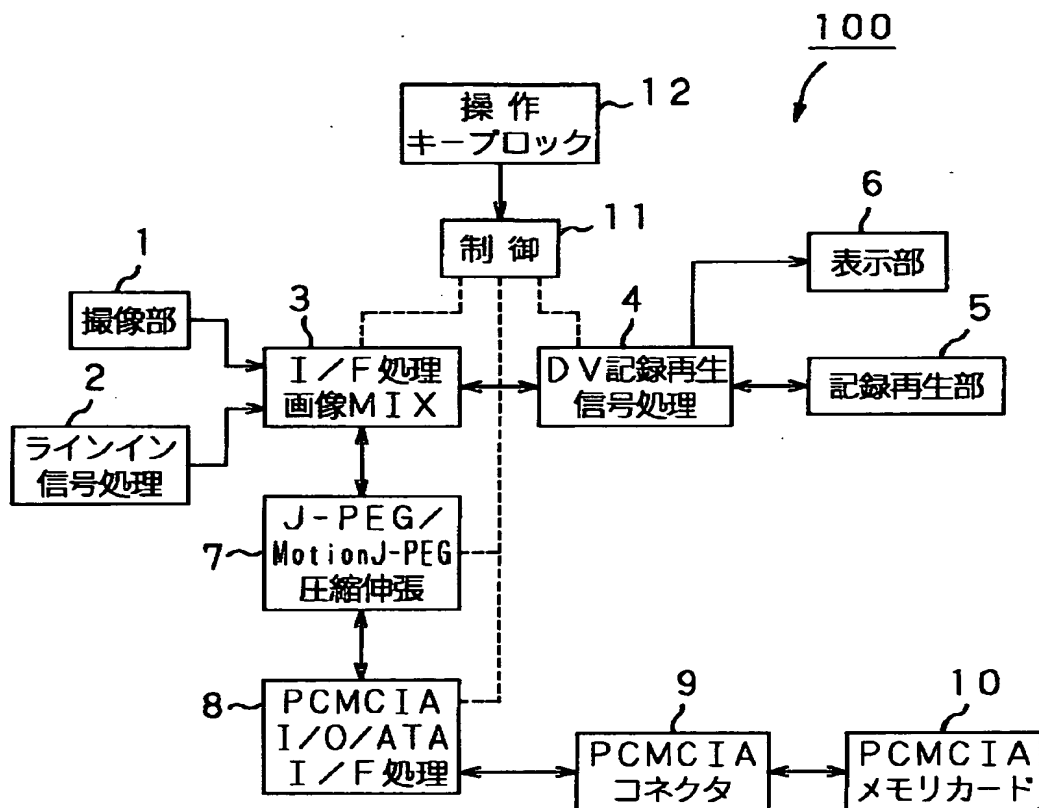 100
12
操作
キーブロック
11
制御
6
表示部
1
撮像部
3
I/F処理
画像MIX
4
DV記録再生
信号処理
5
記録再生部
2
ラインイン
信号処理
7
J-PEG/
MotionJ-PEG
圧縮伸張
8
PCMCIA
I/O/ATA
I/F処理
9
PCMCIA
コネクタ
10
PCMCIA
メモリカード